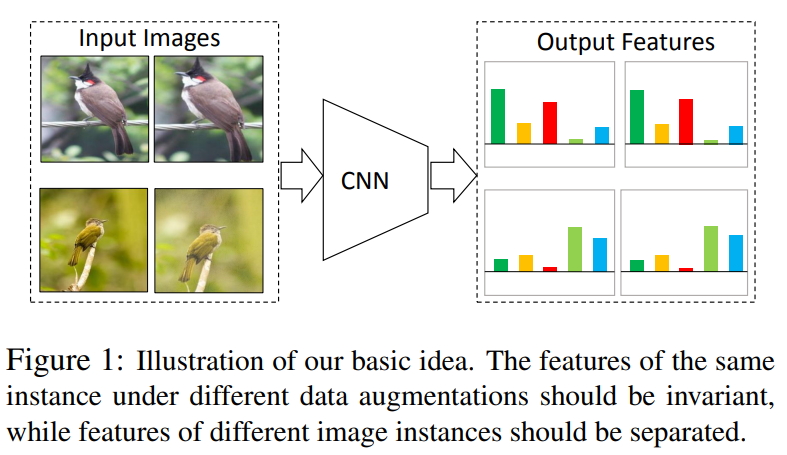 Input Images
Output Features
CNN
Figure 1: Illustration of our basic idea. The features of the same
instance under different data augmentations should be invariant,
while features of different image instances should be separated.